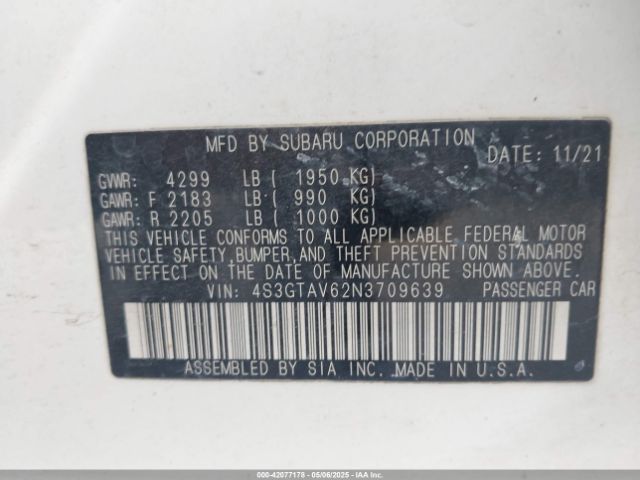 MFD BY SUBARU CORPORATION
DATE: 11/21
GVWR: 4299 LB ( 1950 KG)
GAWR: F 2183 LB ( 990 KG)
GAWR: R 2205 LB ( 1000 KG)
THIS VEHICLE CONFORMS TO ALL APPLICABLE FEDERAL MOTOR
VEHICLE SAFETY, BUMPER, AND THEFT PREVENTION STANDARDS
IN EFFECT ON THE DATE OF MANUFACTURE SHOWN ABOVE.
VIN: 4S3GTAV62N3709639 PASSENGER CAR
ASSEMBLED BY SIA INC. MADE IN U.S.A.
000-42077178 - 05/06/2025 - IAA Inc.